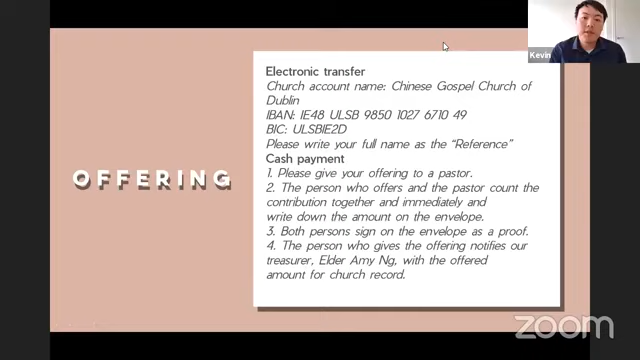 Kevin
OFFERING
Electronic transfer
Church account name: Chinese Gospel Church of
Dublin
IBAN: IE48 ULSB 9850 1027 6710 49
BIC: ULSBIE2D
Please write your full name as the “Reference”
Cash payment
1. Please give your offering to a pastor.
2. The person who offers and the pastor count the
contribution together and immediately and
write down the amount on the envelope.
3. Both persons sign on the envelope as a proof.
4. The person who gives the offering notifies our
treasurer, Elder Amy Ng, with the offered
amount for church record.
zoom